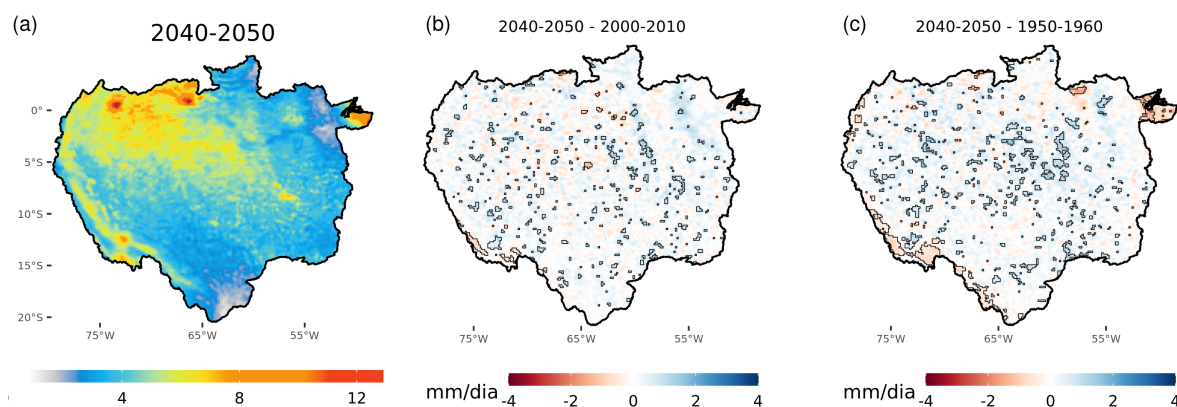 (a)
2040-2050
0°
5°S
10°S
15°S
20°S
75°W 65°W 55°W
4 8 12
(b)
2040-2050 - 2000-2010
75°W 65°W 55°W
mm/dia
-4 -2 0 2 4
(c)
2040-2050 - 1950-1960
75°W 65°W 55°W
mm/dia
-4 -2 0 2 4